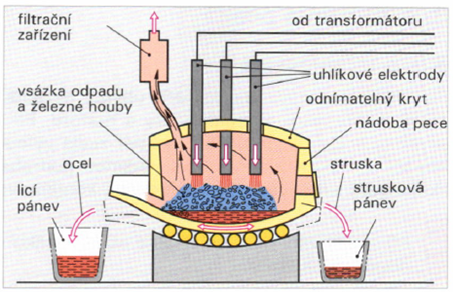 filtrační
zařízení
od transformátoru
uhlíkové elektrody
vsázka odpadu
a železné houby
odnímatelný kryt
nádoba pece
ocel
struska
licí
pánev
strusková
pánev